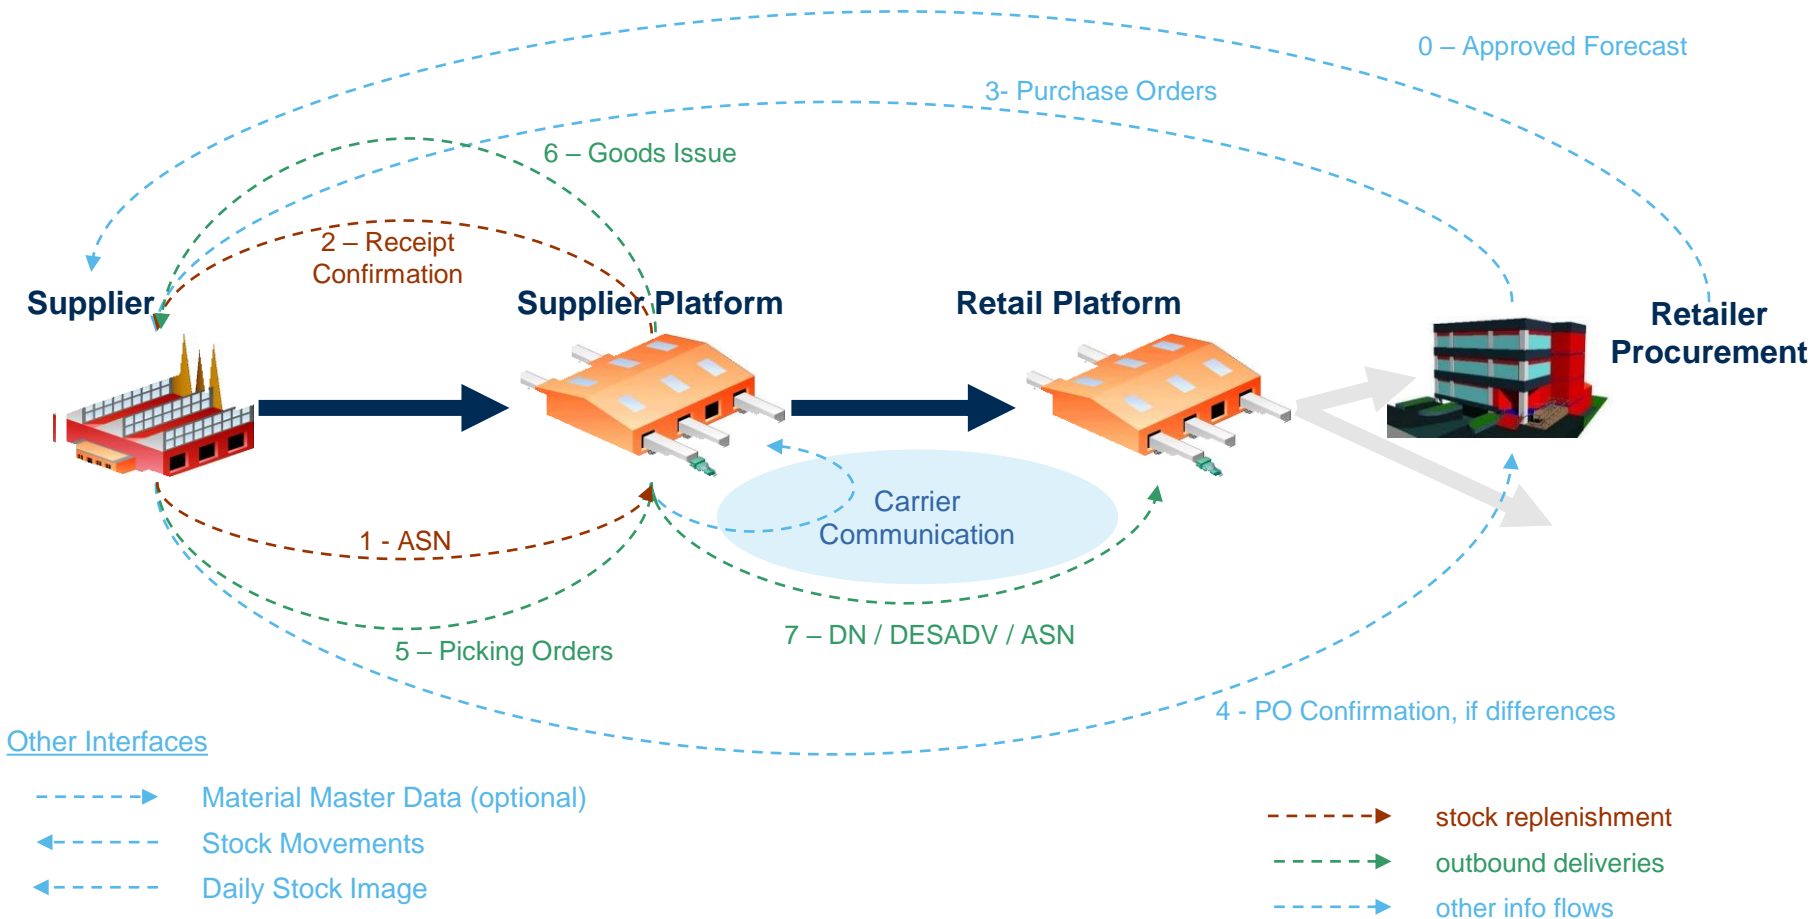 0 – Approved Forecast
3- Purchase Orders
6 – Goods Issue
2 – Receipt
Confirmation
Supplier
Supplier Platform
Retail Platform
Retailer
Procurement
Carrier
Communication
1 - ASN
5 – Picking Orders
7 – DN / DESADV / ASN
4 - PO Confirmation, if differences
Other Interfaces
Material Master Data (optional)
Stock Movements
Daily Stock Image
stock replenishment
outbound deliveries
other info flows